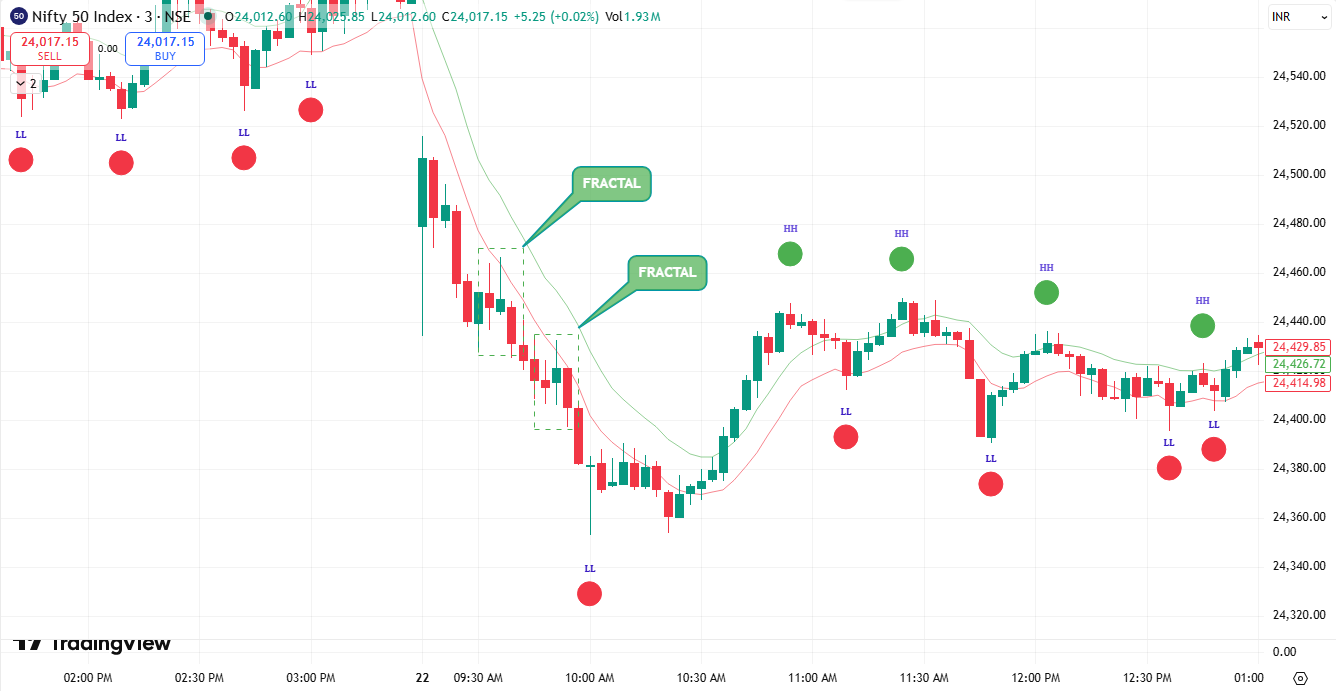 50 Nifty 50 Index · 3 · NSE O24,012.60 H24,025.85 L24,012.60 C24,017.15 +5.25 (+0.02%) Vol1.93M
INR
24,017.15 SELL
0.00
24,017.15 BUY
2
LL
LL
LL
LL
FRACTAL
FRACTAL
HH
HH
HH
HH
LL
LL
LL
LL
LL
24,540.00
24,520.00
24,500.00
24,480.00
24,460.00
24,440.00
24,429.85
24,426.72
24,414.98
24,400.00
24,380.00
24,360.00
24,340.00
24,320.00
0.00
TradingView
02:00 PM 02:30 PM 03:00 PM 22 09:30 AM 10:00 AM 10:30 AM 11:00 AM 11:30 AM 12:00 PM 12:30 PM 01:00